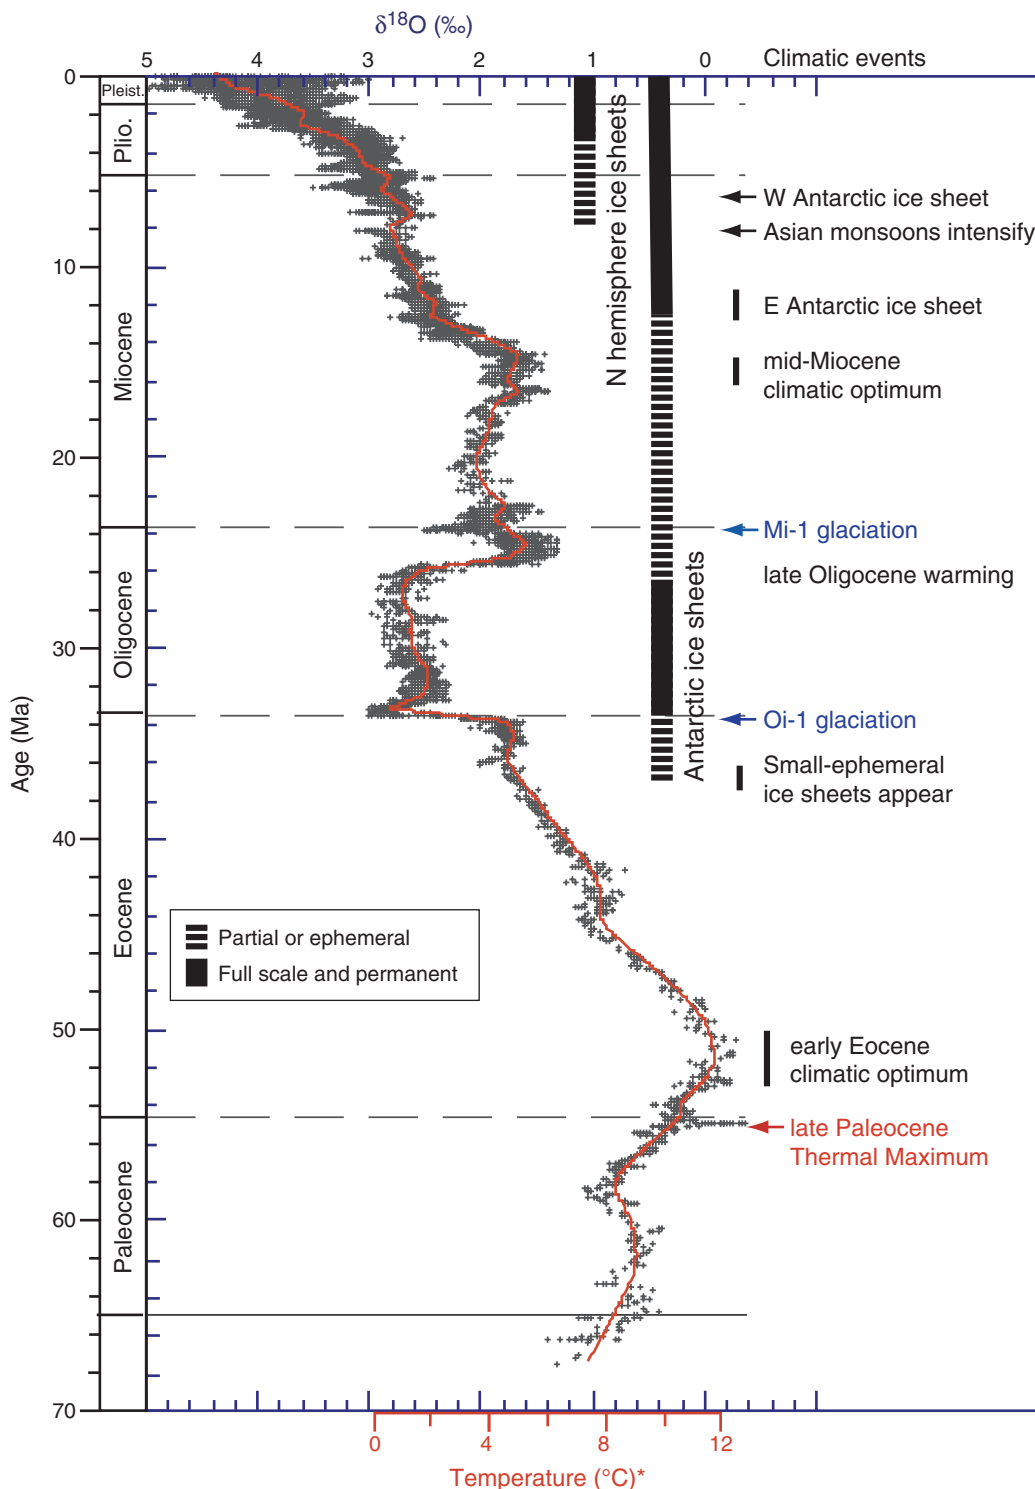 δ18O (‰)
5 4 3 2 1 0 Climatic events
0
Pleist.
Plio.
W Antarctic ice sheet
Asian monsoons intensify
N hemisphere ice sheets
10
E Antarctic ice sheet
Miocene
mid-Miocene
climatic optimum
20
Mi-1 glaciation
late Oligocene warming
Oligocene
Antarctic ice sheets
30
Oi-1 glaciation
Age (Ma)
Small-ephemeral
ice sheets appear
40
Eocene
Partial or ephemeral
Full scale and permanent
50
early Eocene
climatic optimum
late Paleocene
Thermal Maximum
Paleocene
60
70
0 4 8 12
Temperature (°C)*